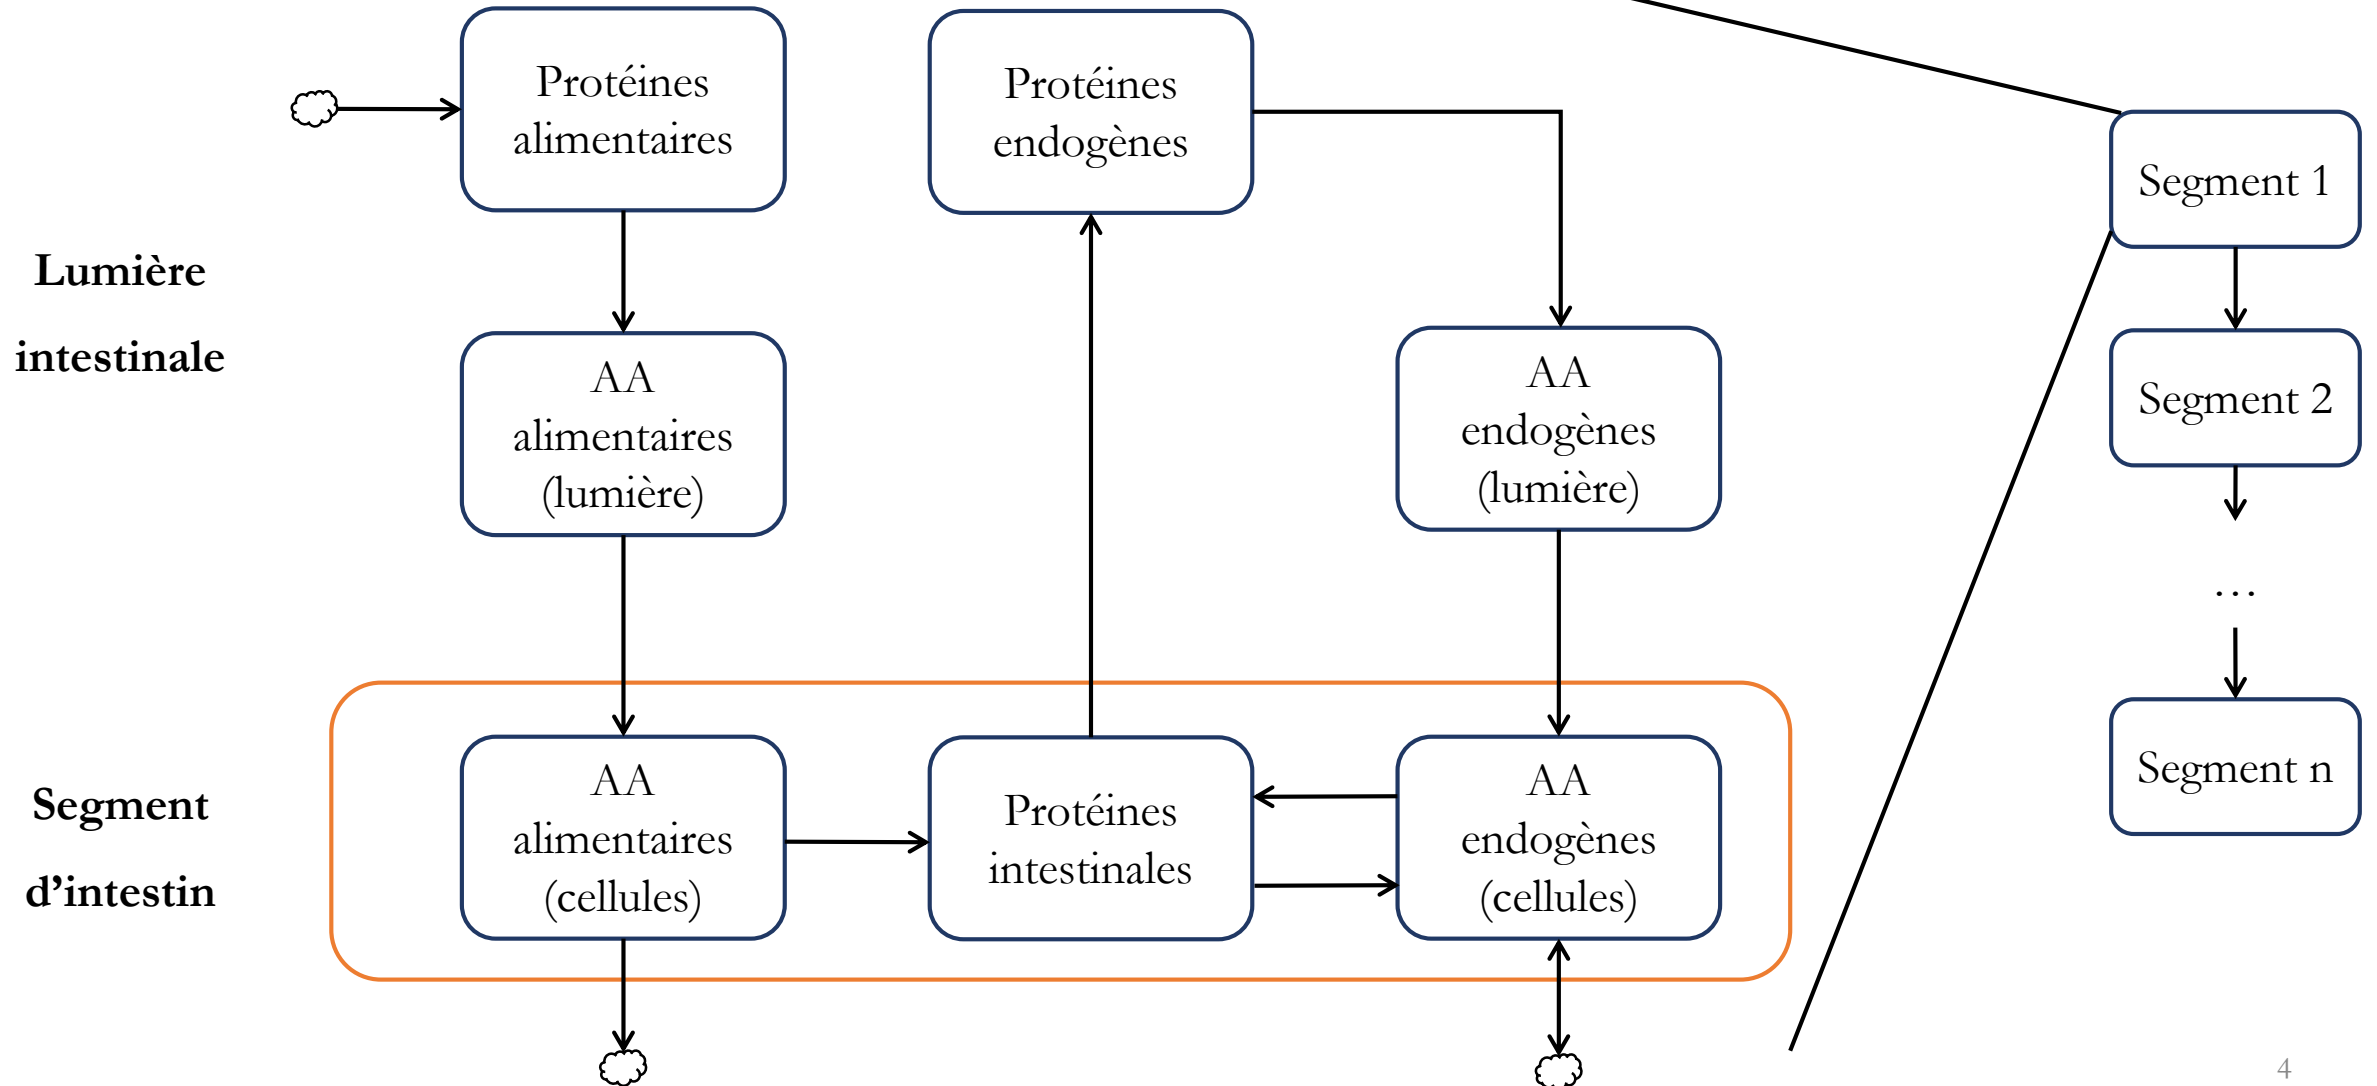 Protéines
alimentaires
Protéines
endogènes
Segment 1
Lumière
intestinale
AA
alimentaires
(lumière)
AA
endogènes
(lumière)
Segment 2
…
Segment
d’intestin
AA
alimentaires
(cellules)
Protéines
intestinales
AA
endogènes
(cellules)
Segment n
4